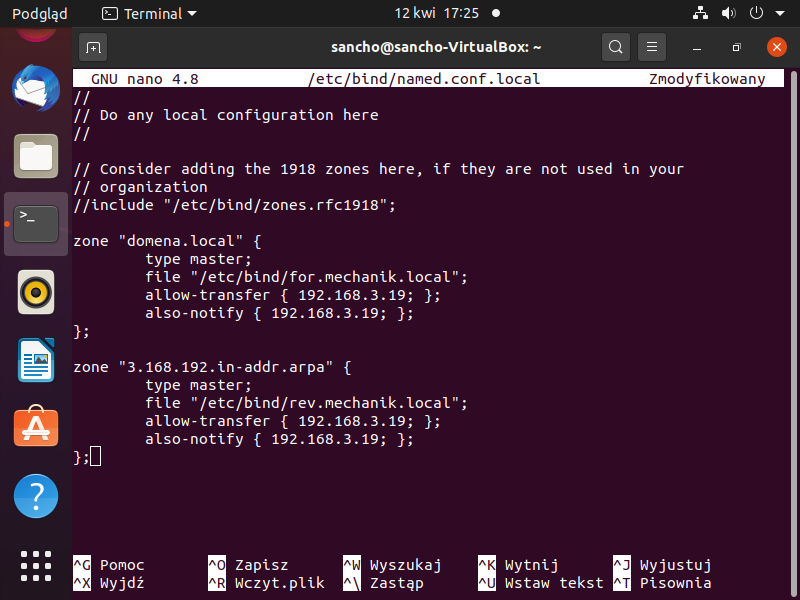 Podgląd Terminal 12 kwi 17:25
sancho@sancho-VirtualBox: ~
GNU nano 4.8 /etc/bind/named.conf.local Zmodyfikowany
//
// Do any local configuration here
//
// Consider adding the 1918 zones here, if they are not used in your
// organization
//include "/etc/bind/zones.rfc1918";
zone "domena.local" {
type master;
file "/etc/bind/for.mechanik.local";
allow-transfer { 192.168.3.19; };
also-notify { 192.168.3.19; };
};
zone "3.168.192.in-addr.arpa" {
type master;
file "/etc/bind/rev.mechanik.local";
allow-transfer { 192.168.3.19; };
also-notify { 192.168.3.19; };
};
^G Pomoc ^O Zapisz ^W Wyszukaj ^K Wytnij ^J Wyjustuj
^X Wyjdź ^R Wczyt.plik ^\ Zastąp ^U Wstaw tekst ^T Pisownia